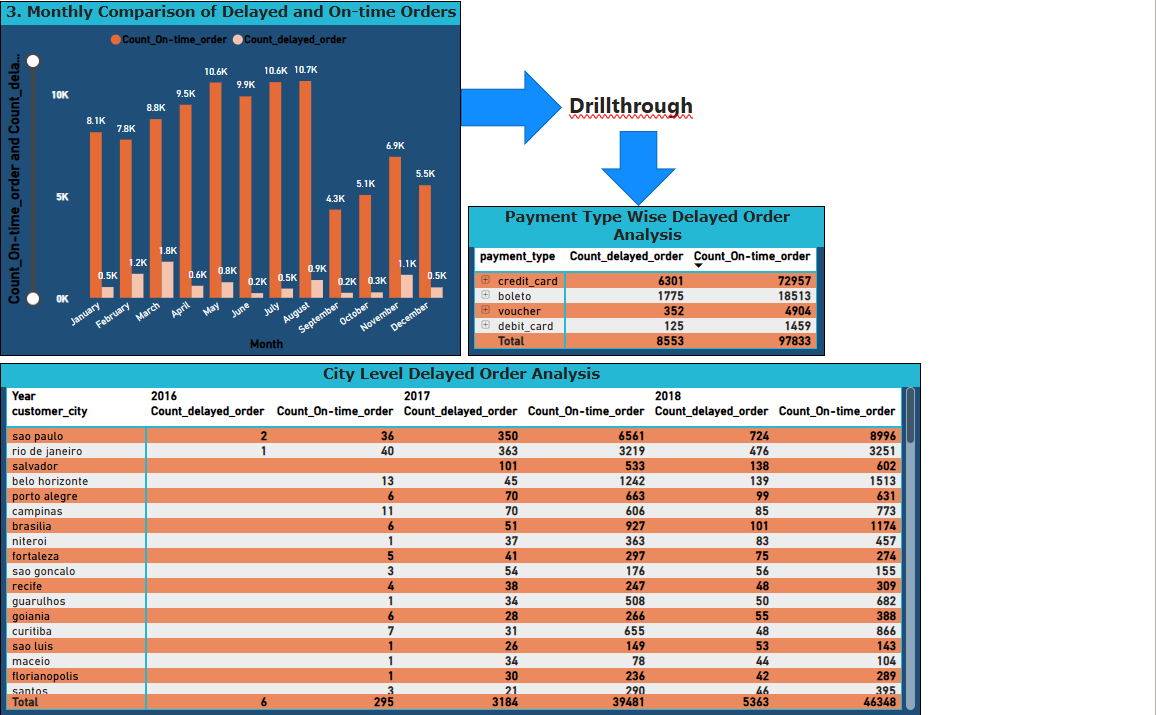 3. Monthly Comparison of Delayed and On-time Orders
Count_On-time_order Count_delayed_order
Count_On-time_order and Count_dela...
10K
5K
0K
8.1K 7.8K 8.8K 9.5K 10.6K 9.9K 10.6K 10.7K 4.3K 5.1K 6.9K 5.5K
0.5K 1.2K 1.8K 0.6K 0.8K 0.2K 0.5K 0.9K 0.2K 0.3K 1.1K 0.5K
January February March April May June July August September October November December
Month
Drillthrough
Payment Type Wise Delayed Order
Analysis
payment_type Count_delayed_order Count_On-time_order
credit_card 6301 72957
boleto 1775 18513
voucher 352 4904
debit_card 125 1459
Total 8553 97833
City Level Delayed Order Analysis
Year 2016 2017 2018
customer_city Count_delayed_order Count_On-time_order Count_delayed_order Count_On-time_order Count_delayed_order Count_On-time_order
sao paulo 2 36 350 6561 724 8996
rio de janeiro 1 40 363 3219 476 3251
salvador 101 533 138 602
belo horizonte 13 45 1242 139 1513
porto alegre 6 70 663 99 631
campinas 11 70 606 85 773
brasilia 6 51 927 101 1174
niteroi 1 37 363 83 457
fortaleza 5 41 297 75 274
sao goncalo 3 54 176 56 155
recife 4 38 247 48 309
guarulhos 1 34 508 50 682
goiania 6 28 266 55 388
curitiba 7 31 655 48 866
sao luis 1 26 149 53 143
maceio 1 34 78 44 104
florianopolis 1 30 236 42 289
santos 3 21 290 46 395
Total 6 295 3184 39481 5363 46348